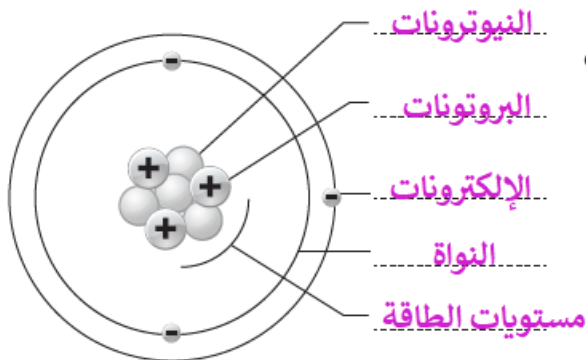 النيوترونات
البروتونات
الإلكترونات
النواة
مستويات الطاقة
-
+
+
-
+
-